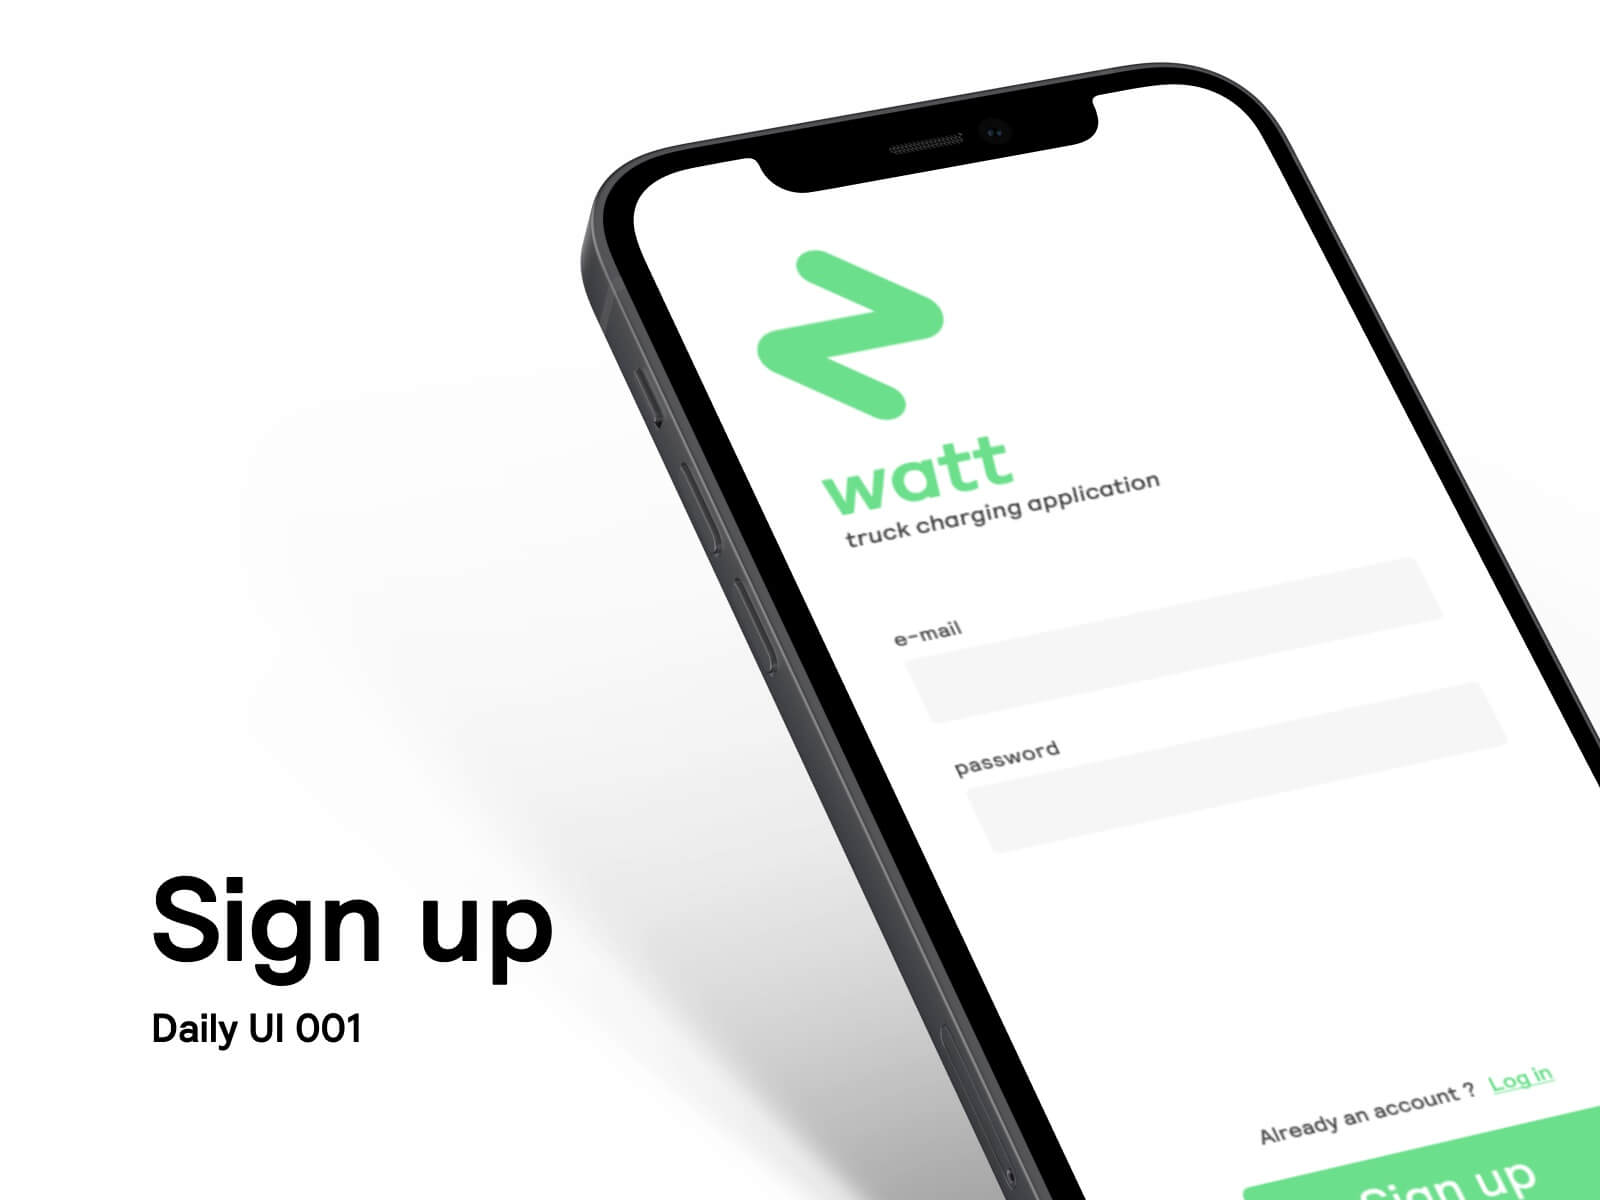 watt
truck charging application
e-mail
password
Already an account ? Log in
Sign up
Sign up
Daily UI 001